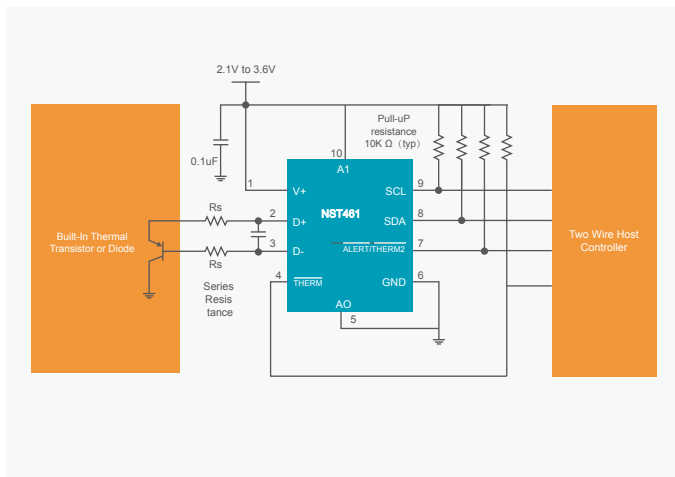 2.1V to 3.6V
Pull-uP
resistance
10K Ω（typ）
0.1uF
10
A1
1
V+
SCL
9
Rs
NST461
2
D+
SDA
8
Built-In Thermal
Transistor or Diode
Two Wire Host
Controller
3
D-
ALERT/THERM2
7
Rs
4
THERM
GND
6
Series
Resis
tance
AO
5